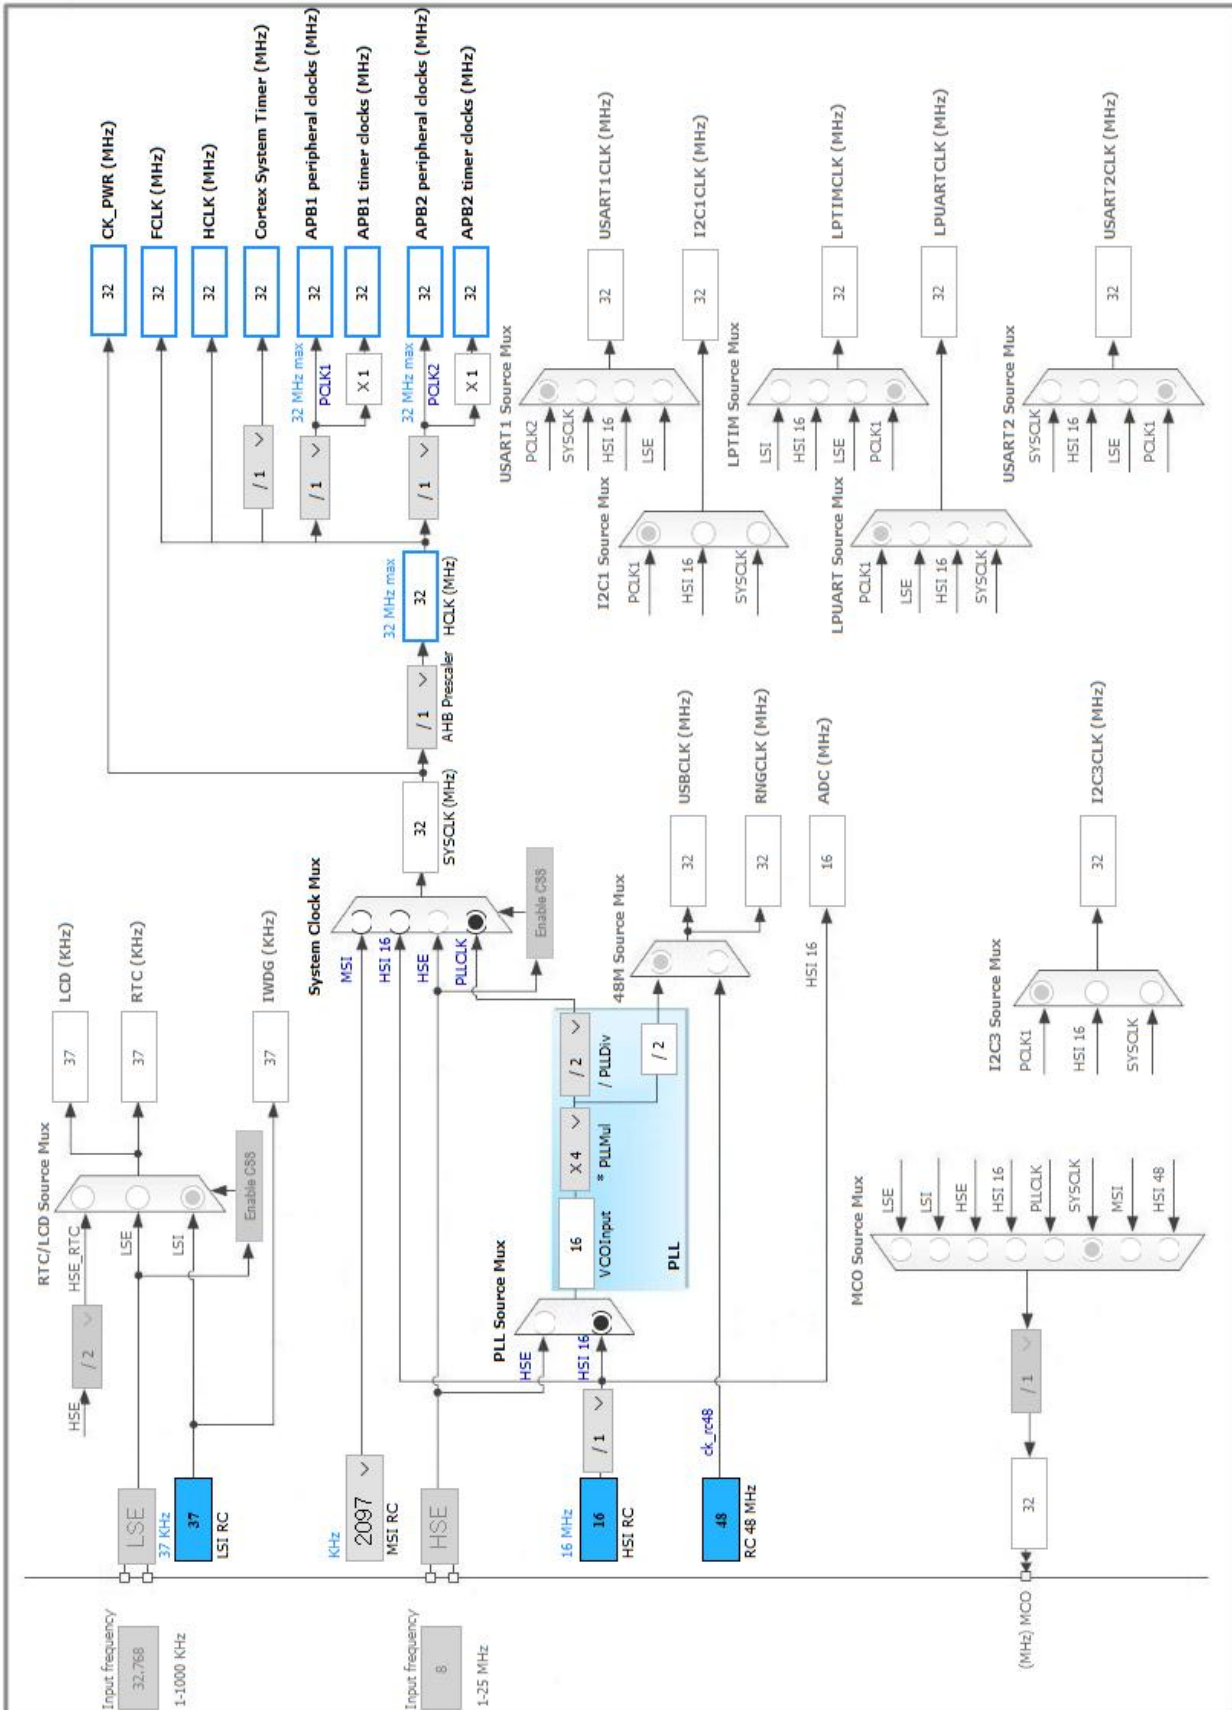 Input frequency
32.768
1-1000 KHz
LSE
37 KHz
37
LSI RC
HSE
/ 2
HSE_RTC
LSE
LSI
RTC/LCD Source Mux
Enable CSS
37
LCD (KHz)
37
RTC (KHz)
37
IWDG (KHz)
KHz
2097
MSI RC
Input frequency
8
1-25 MHz
HSE
16 MHz
16
HSI RC
/ 1
48
RC 48 MHz
ck_rc48
PLL Source Mux
HSE
HSI 16
16
VCOInput
X 4
* PLLMul
/ 2
/ PLLDiv
/ 2
PLL
System Clock Mux
MSI
HSI 16
HSE
PLLCLK
Enable CSS
32
SYSCLK (MHz)
/ 1
AHB Prescaler
32 MHz max
32
HCLK (MHz)
32
CK_PWR (MHz)
32
FCLK (MHz)
32
HCLK (MHz)
/ 1
32
Cortex System Timer (MHz)
/ 1
32 MHz max
PCLK1
32
APB1 peripheral clocks (MHz)
X 1
32
APB1 timer clocks (MHz)
/ 1
32 MHz max
PCLK2
32
APB2 peripheral clocks (MHz)
X 1
32
APB2 timer clocks (MHz)
48M Source Mux
32
USBCLK (MHz)
32
RNGCLK (MHz)
HSI 16
16
ADC (MHz)
USART1 Source Mux
PCLK2
SYSCLK
HSI 16
LSE
32
USART1CLK (MHz)
I2C1 Source Mux
PCLK1
HSI 16
SYSCLK
32
I2C1CLK (MHz)
LPTIM Source Mux
LSI
HSI 16
LSE
PCLK1
32
LPTIMCLK (MHz)
LPUART Source Mux
PCLK1
LSE
HSI 16
SYSCLK
32
LPUARTCLK (MHz)
USART2 Source Mux
SYSCLK
HSI 16
LSE
PCLK1
32
USART2CLK (MHz)
I2C3 Source Mux
PCLK1
HSI 16
SYSCLK
32
I2C3CLK (MHz)
MCO Source Mux
LSE
LSI
HSE
HSI 16
PLLCLK
SYSCLK
MSI
HSI 48
/ 1
32
(MHz) MCO